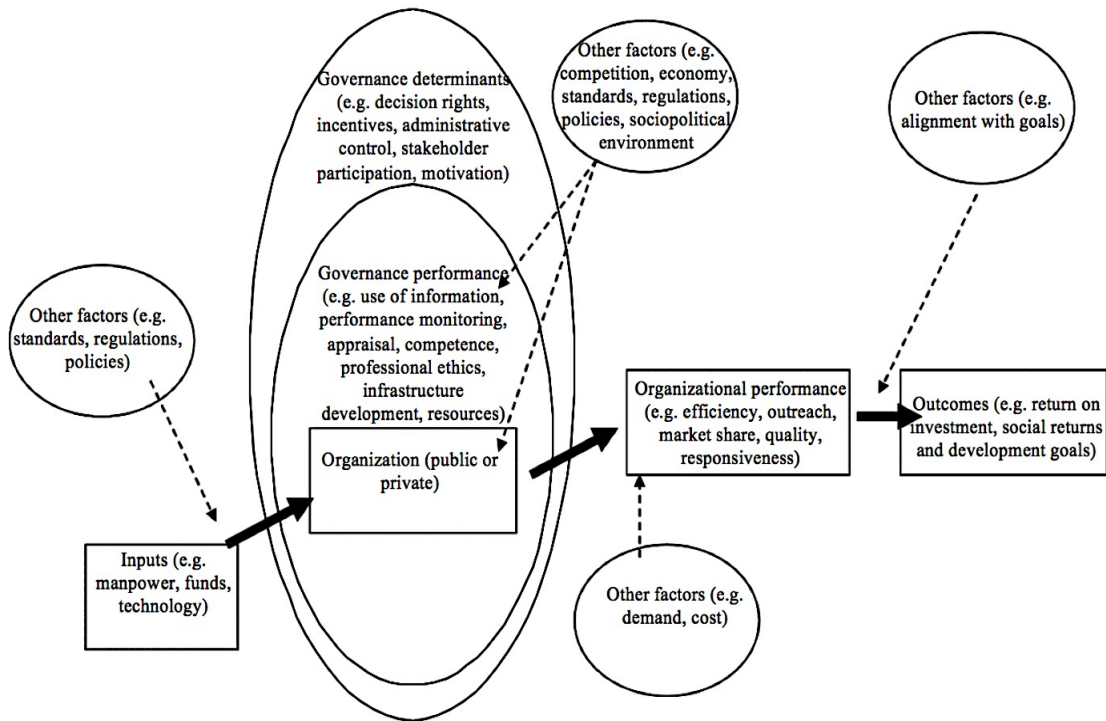 Governance determinants
(e.g. decision rights,
incentives, administrative
control, stakeholder
participation, motivation)
Other factors (e.g.
competition, economy,
standards, regulations,
policies, sociopolitical
environment
Other factors (e.g.
alignment with goals)
Governance performance
(e.g. use of information,
performance monitoring,
appraisal, competence,
professional ethics,
infrastructure
development, resources)
Other factors (e.g.
standards, regulations,
policies)
Organization (public or
private)
Organizational performance
(e.g. efficiency, outreach,
market share, quality,
responsiveness)
Outcomes (e.g. return on
investment, social returns
and development goals)
Inputs (e.g.
manpower, funds,
technology)
Other factors (e.g.
demand, cost)